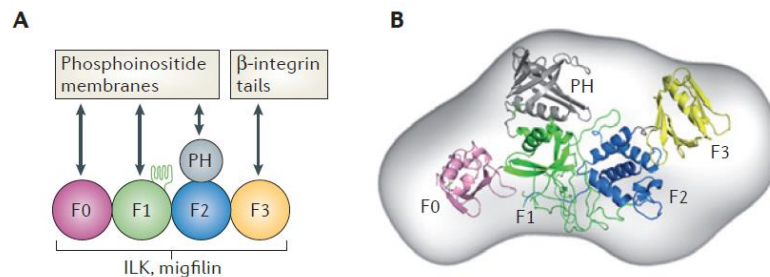 A
Phosphoinositide
membranes
β-integrin
tails
PH
F0
F1
F2
F3
ILK, migfilin
B
PH
F3
F2
F1
F0